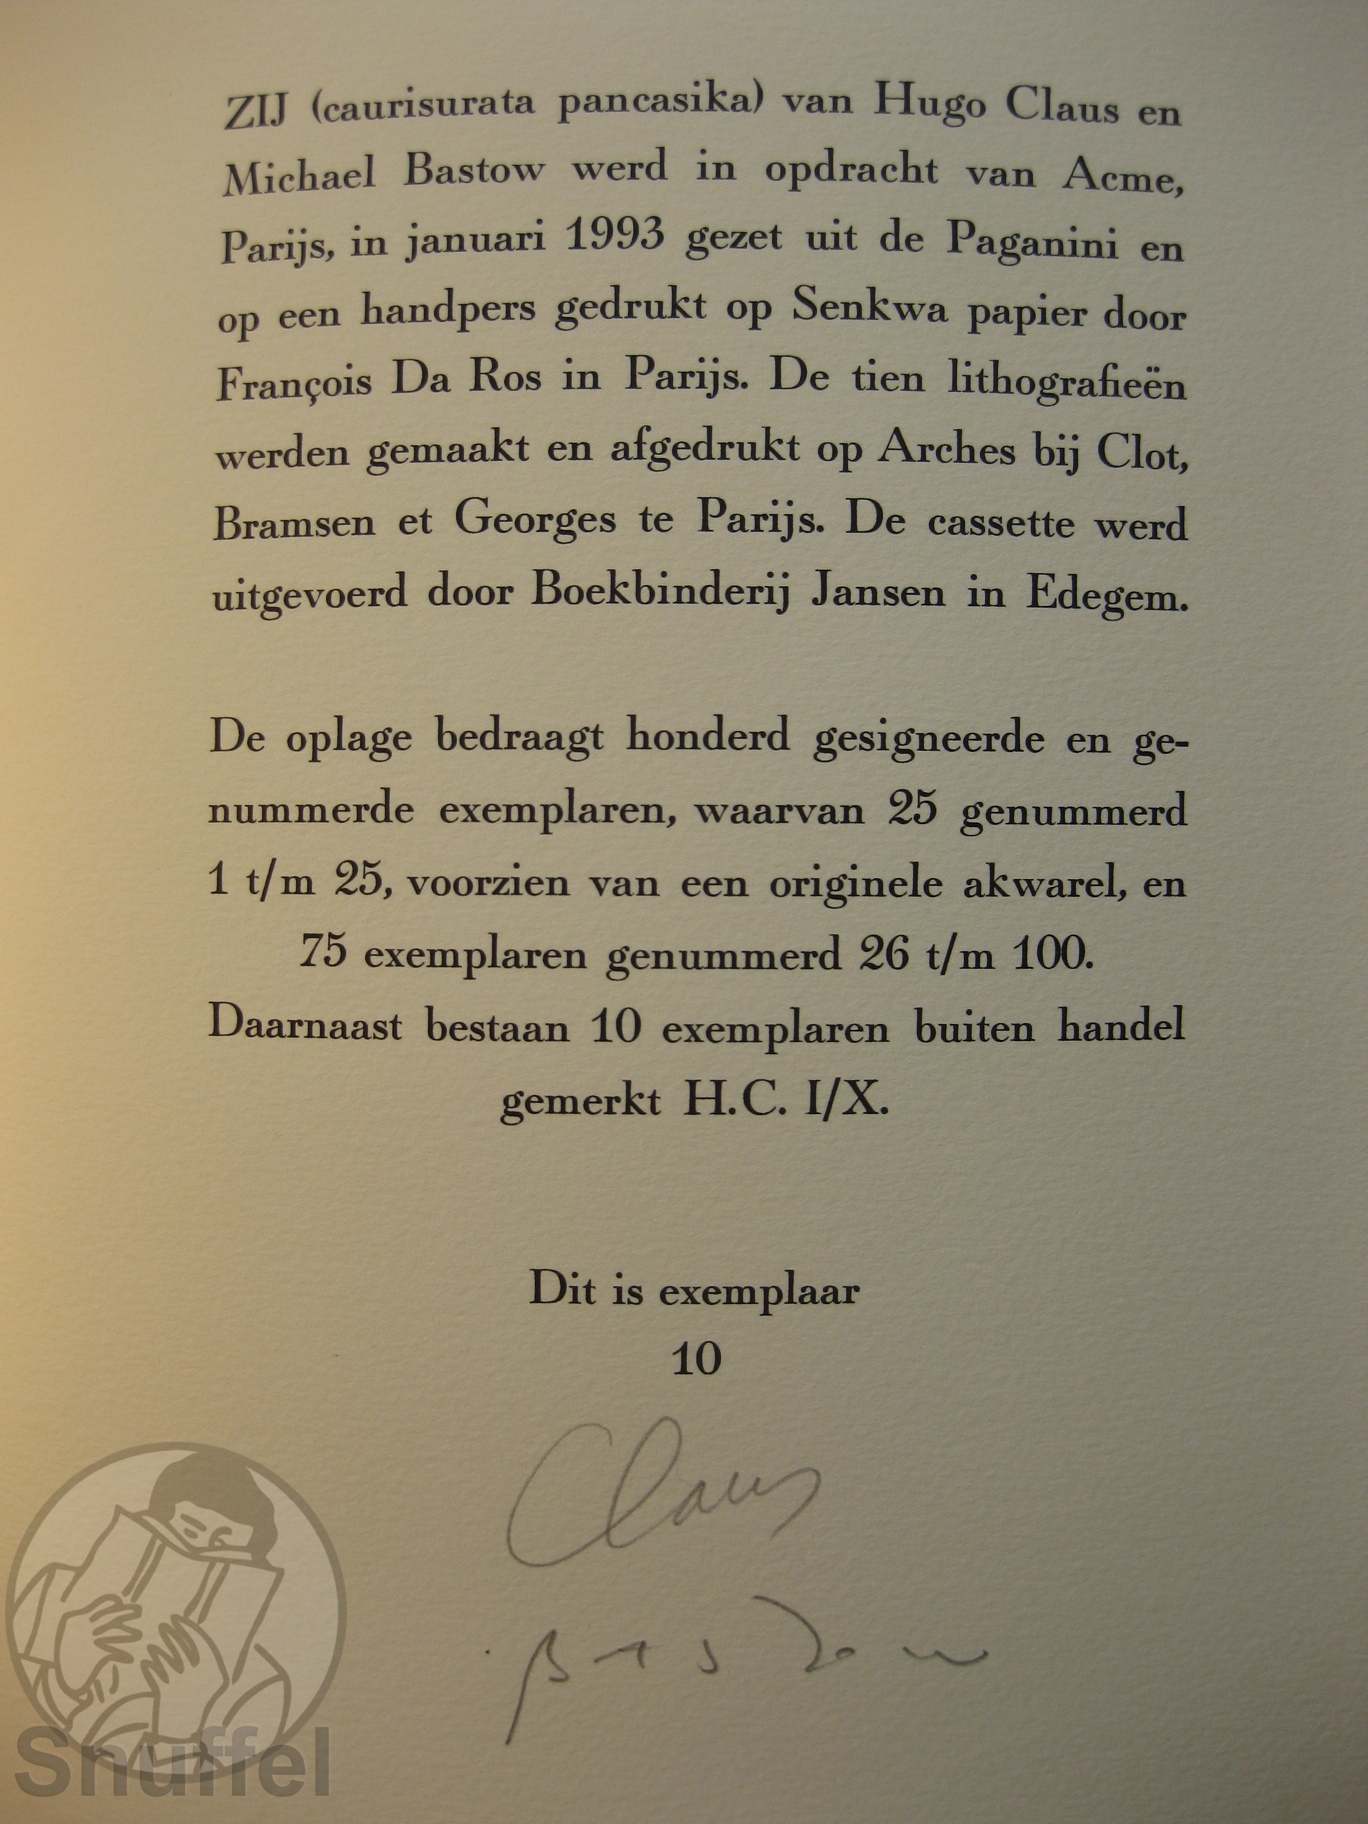 ZIJ (caurisurata pancasika) van Hugo Claus en
Michael Bastow werd in opdracht van Acme,
Parijs, in januari 1993 gezet uit de Paganini en
op een handpers gedrukt op Senkwa papier door
François Da Ros in Parijs. De tien lithografieën
werden gemaakt en afgedrukt op Arches bij Clot,
Bramsen et Georges te Parijs. De cassette werd
uitgevoerd door Boekbinderij Jansen in Edegem.
De oplage bedraagt honderd gesigneerde en ge-
nummerde exemplaren, waarvan 25 genummerd
1 t/m 25, voorzien van een originele akwarel, en
75 exemplaren genummerd 26 t/m 100.
Daarnaast bestaan 10 exemplaren buiten handel
gemerkt H.C. I/X.
Dit is exemplaar
10
Claus
Bastow
Snuffel